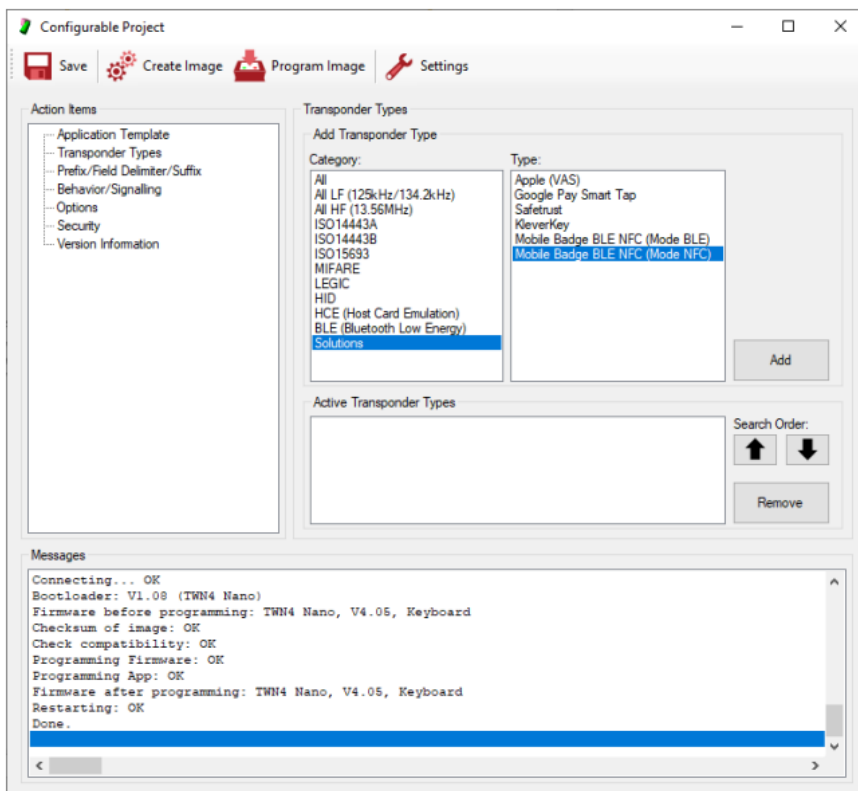 Configurable Project
Save
Create Image
Program Image
Settings
Action Items
Application Template
Transponder Types
Prefix/Field Delimiter/Suffix
Behavior/Signalling
Options
Security
Version Information
Transponder Types
Add Transponder Type
Category:
All
All LF (125kHz/134.2kHz)
All HF (13.56MHz)
ISO14443A
ISO14443B
ISO15693
MIFARE
LEGIC
HID
HCE (Host Card Emulation)
BLE (Bluetooth Low Energy)
Solutions
Type:
Apple (VAS)
Google Pay Smart Tap
Safetrust
KleverKey
Mobile Badge BLE NFC (Mode BLE)
Mobile Badge BLE NFC (Mode NFC)
Add
Active Transponder Types
Search Order:
Remove
Messages
Connecting... OK
Bootloader: V1.08 (TWN4 Nano)
Firmware before programming: TWN4 Nano, V4.05, Keyboard
Checksum of image: OK
Check compatibility: OK
Programming Firmware: OK
Programming App: OK
Firmware after programming: TWN4 Nano, V4.05, Keyboard
Restarting: OK
Done.